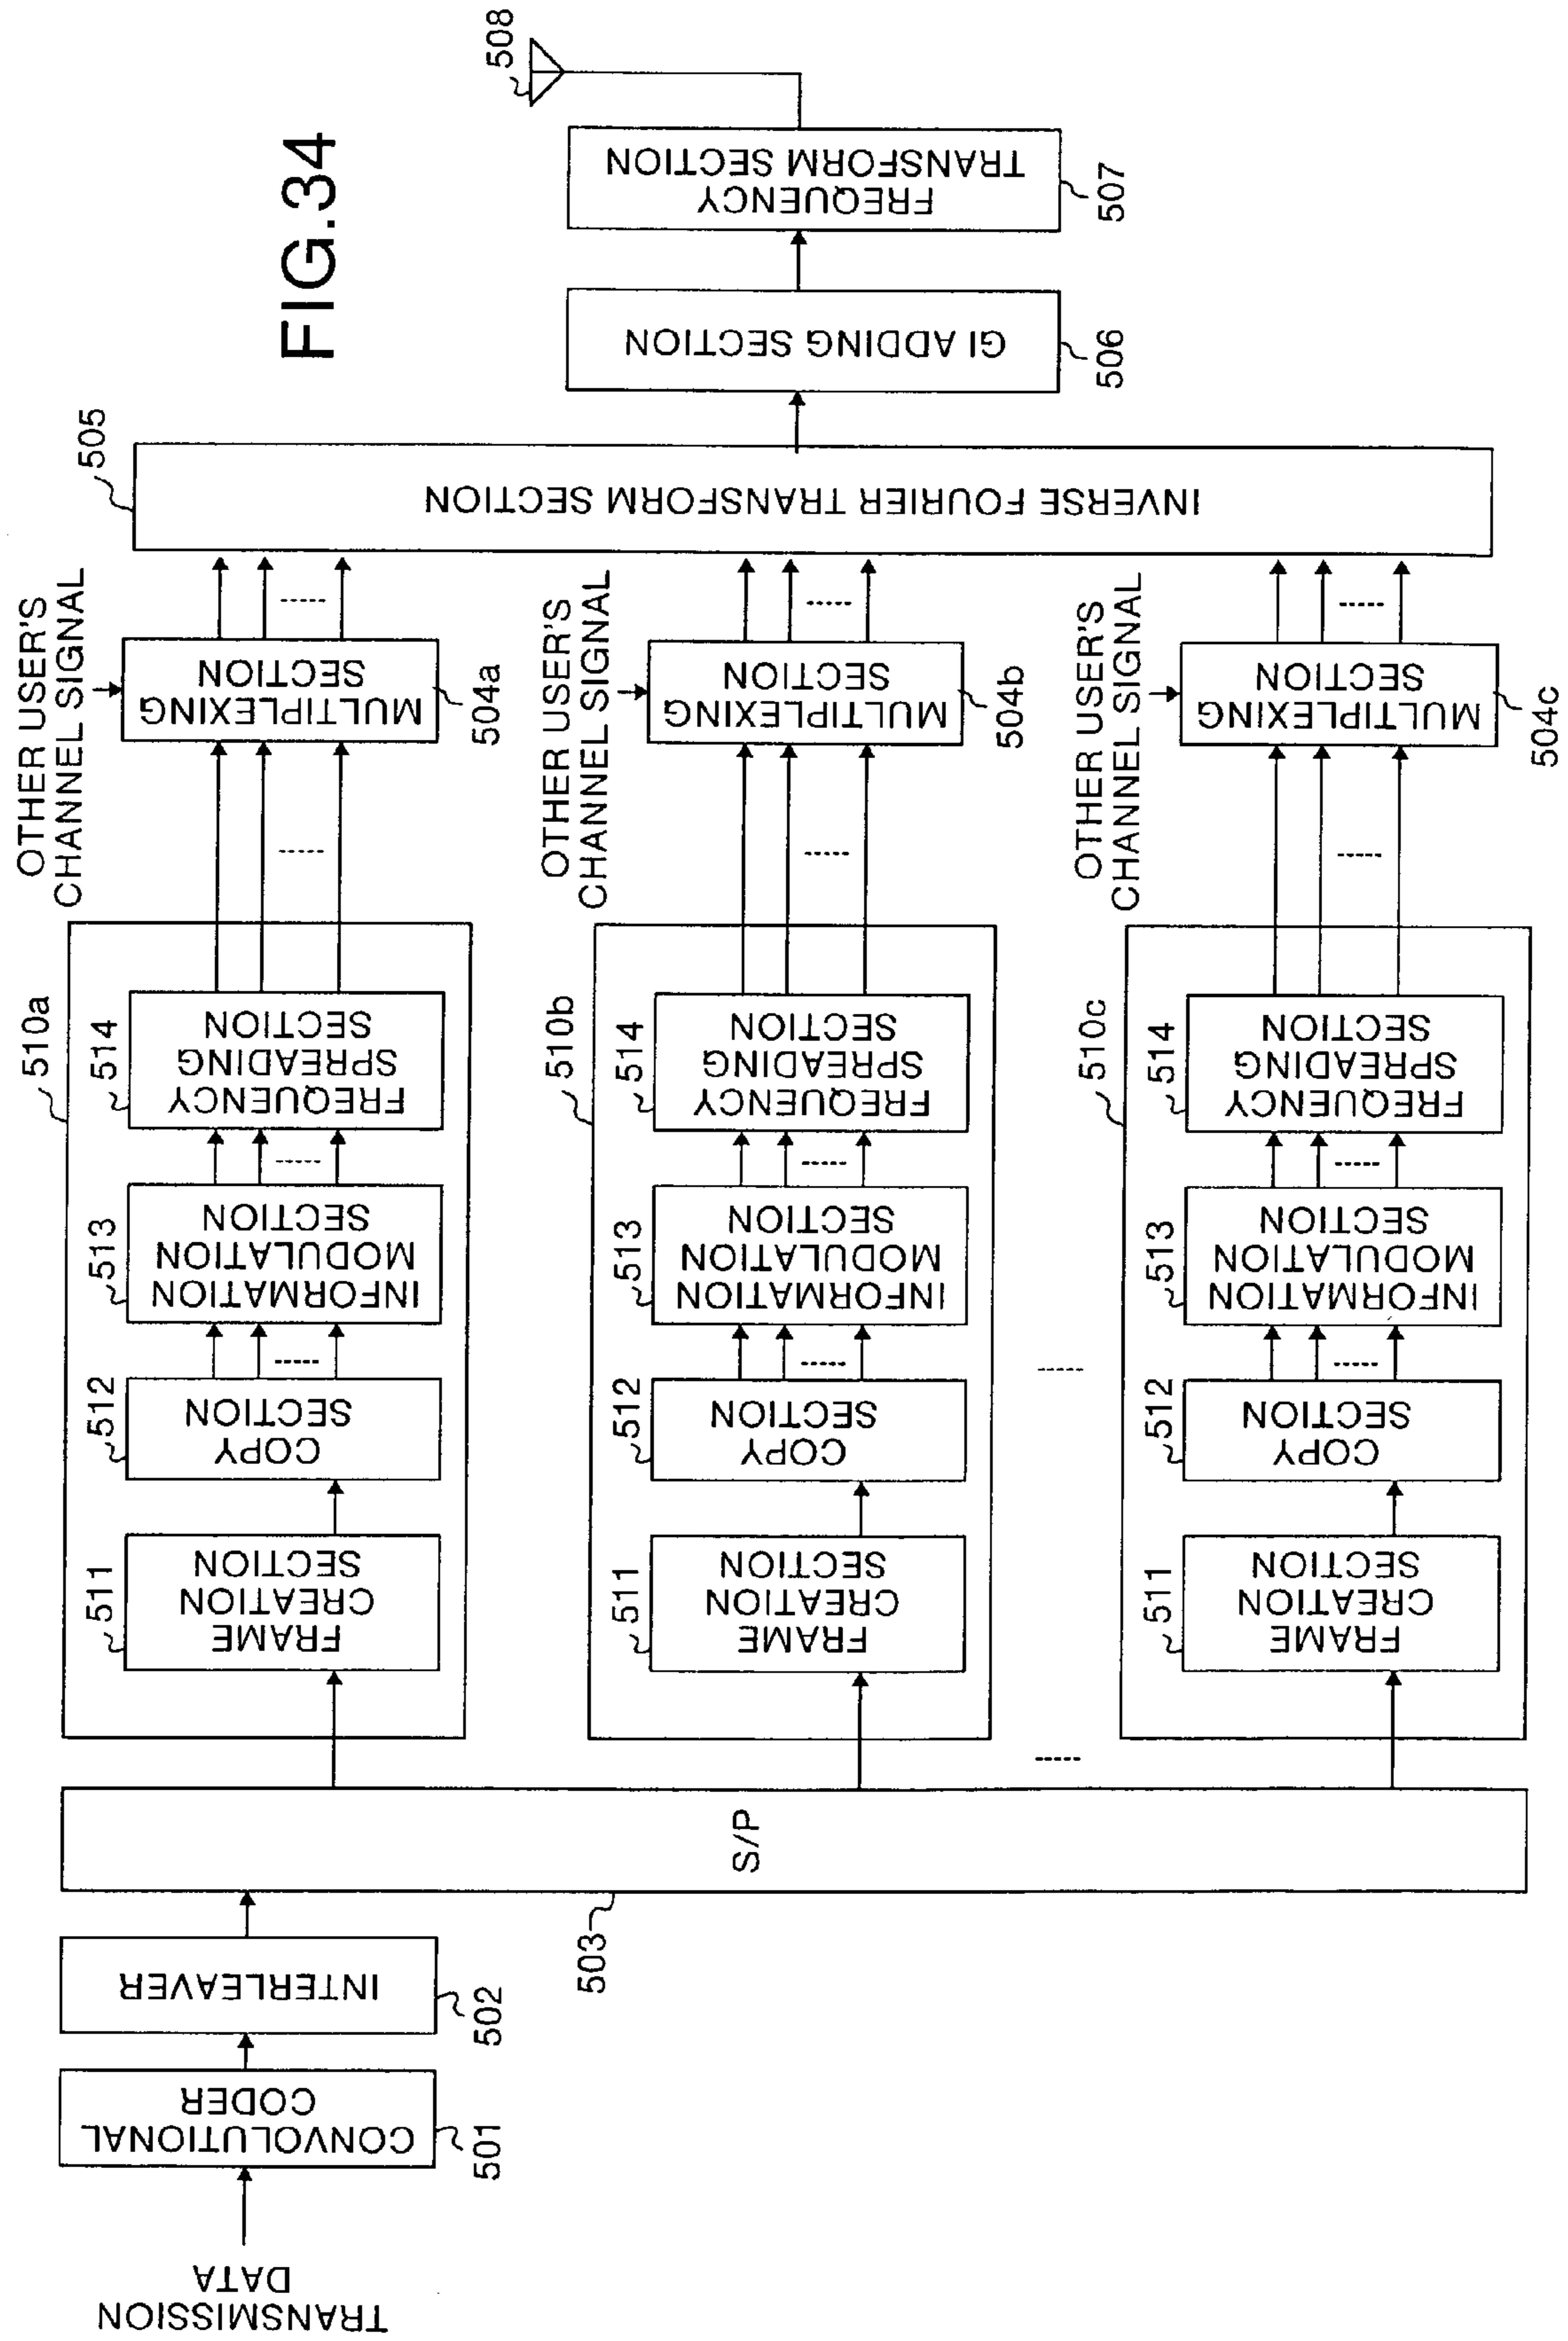 FIG.34
TRANSMISSION
DATA
CONVOLUTIONAL
CODER
501
INTERLEAVER
502
S/P
503
510a
511
FRAME
CREATION
SECTION
512
COPY
SECTION
513
INFORMATION
MODULATION
SECTION
514
FREQUENCY
SPREADING
SECTION
OTHER USER'S
CHANNEL SIGNAL
MULTIPLEXING
SECTION
504a
510b
511
FRAME
CREATION
SECTION
512
COPY
SECTION
513
INFORMATION
MODULATION
SECTION
514
FREQUENCY
SPREADING
SECTION
OTHER USER'S
CHANNEL SIGNAL
MULTIPLEXING
SECTION
504b
510c
511
FRAME
CREATION
SECTION
512
COPY
SECTION
513
INFORMATION
MODULATION
SECTION
514
FREQUENCY
SPREADING
SECTION
OTHER USER'S
CHANNEL SIGNAL
MULTIPLEXING
SECTION
504c
505
INVERSE FOURIER TRANSFORM SECTION
GI ADDING SECTION
506
FREQUENCY
TRANSFORM SECTION
507
508